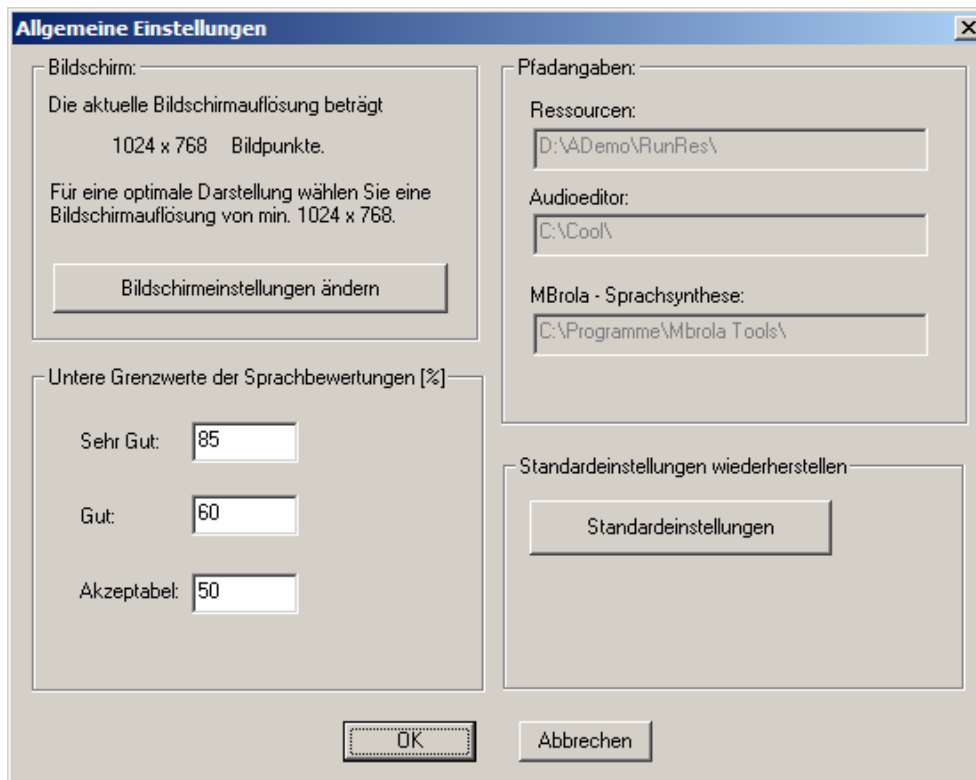 Allgemeine Einstellungen
Bildschirm:
Die aktuelle Bildschirmauflösung beträgt
1024 x 768 Bildpunkte.
Für eine optimale Darstellung wählen Sie eine
Bildschirmauflösung von min. 1024 x 768.
Bildschirmeinstellungen ändern
Untere Grenzwerte der Sprachbewertungen [%]
Sehr Gut: 85
Gut: 60
Akzeptabel: 50
Pfadangaben:
Ressourcen:
D:\ADemo\RunRes\
Audioeditor:
C:\Cool\
MBrola - Sprachsynthese:
C:\Programme\Mbrola Tools\
Standardeinstellungen wiederherstellen
Standardeinstellungen
OK
Abbrechen